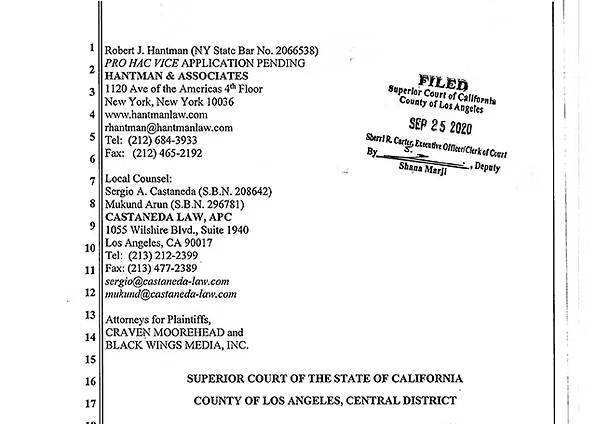 1 Robert J. Hantman (NY State Bar No. 2066538)
PRO HAC VICE APPLICATION PENDING
2 HANTMAN & ASSOCIATES
3 1120 Ave of the Americas 4th Floor
New York, New York 10036
4 www.hantmanlaw.com
rhantman@hantmanlaw.com
5 Tel: (212) 684-3933
6 Fax: (212) 465-2192
7 Local Counsel:
Sergio A. Castaneda (S.B.N. 208642)
8 Mukund Arun (S.B.N. 296781)
9 CASTANEDA LAW, APC
1055 Wilshire Blvd., Suite 1940
10 Los Angeles, CA 90017
Tel: (213) 212-2399
11 Fax: (213) 477-2389
sergio@castaneda-law.com
12 mukund@castaneda-law.com
13 Attorneys for Plaintiffs,
CRAVEN MOOREHEAD and
14 BLACK WINGS MEDIA, INC.
15
16 SUPERIOR COURT OF THE STATE OF CALIFORNIA
17 COUNTY OF LOS ANGELES, CENTRAL DISTRICT
FILED
Superior Court of California
County of Los Angeles
SEP 25 2020
Sherri R. Carter, Executive Officer/Clerk of Court
By S. , Deputy
Shana Marji